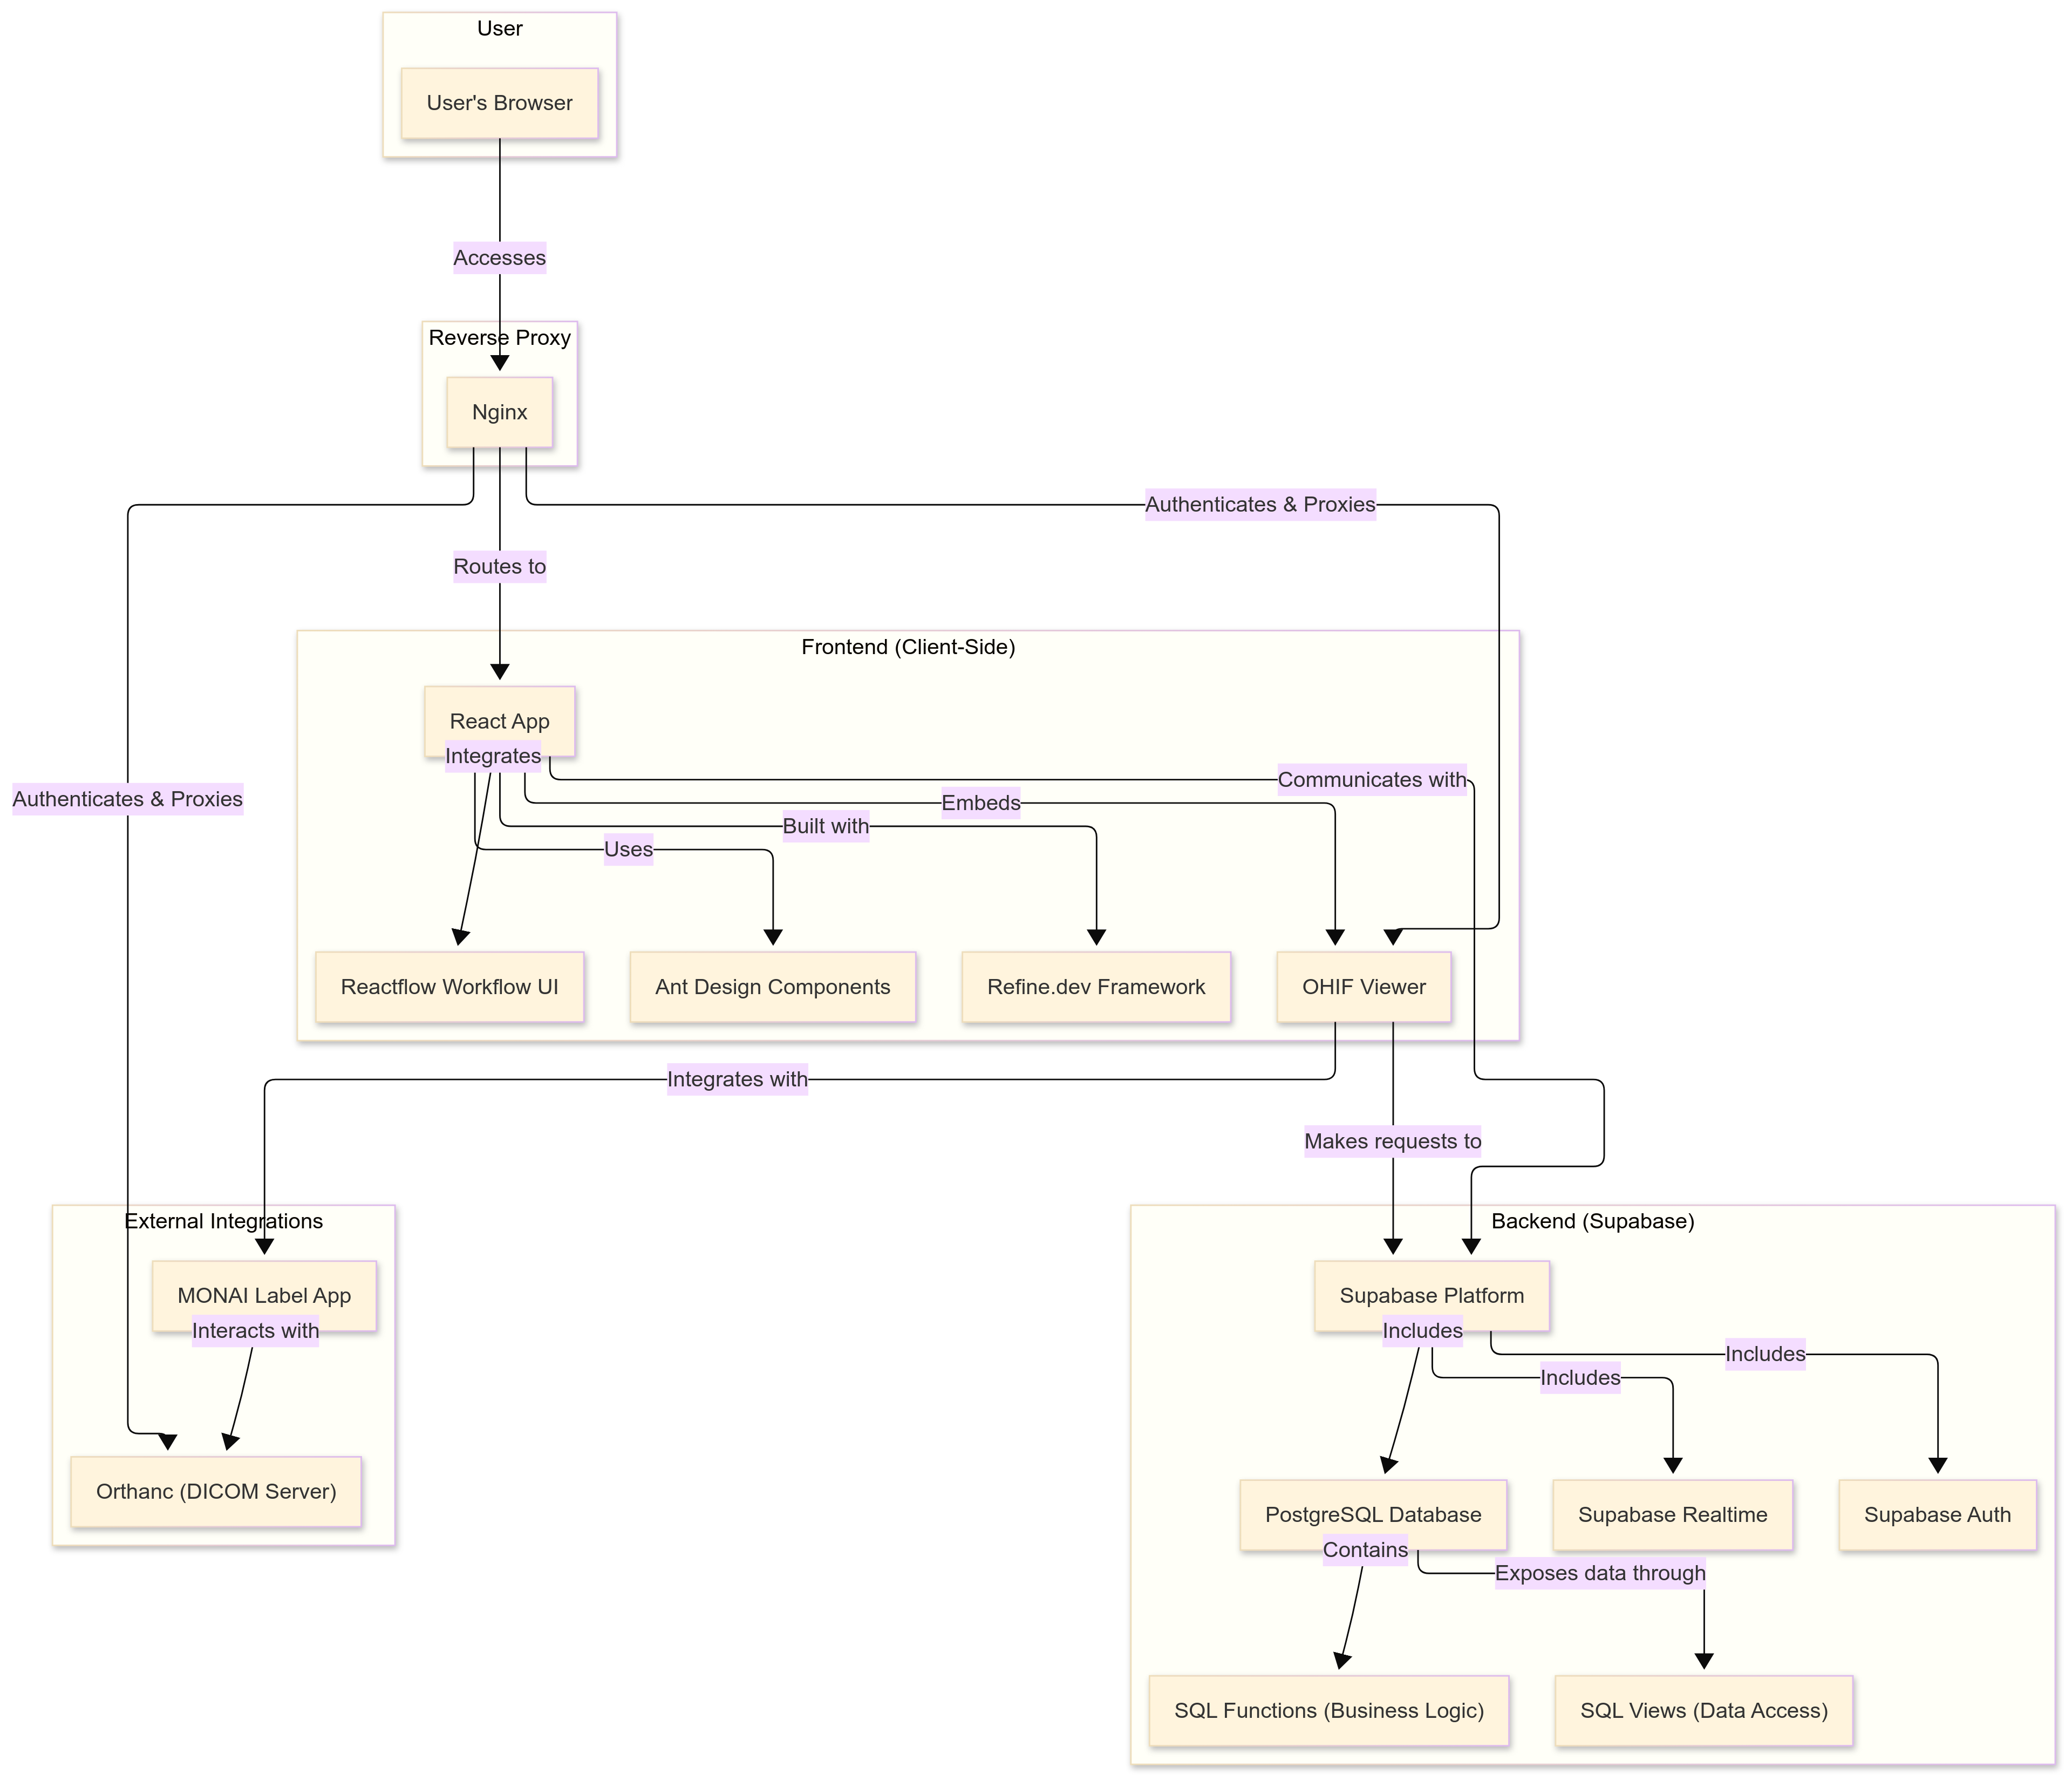 User
User's Browser
Accesses
Reverse Proxy
Nginx
Authenticates & Proxies
Routes to
Frontend (Client-Side)
React App
Integrates
Communicates with
Authenticates & Proxies
Embeds
Built with
Uses
Reactflow Workflow UI
Ant Design Components
Refine.dev Framework
OHIF Viewer
Integrates with
Makes requests to
External Integrations
MONAI Label App
Interacts with
Orthanc (DICOM Server)
Backend (Supabase)
Supabase Platform
Includes
Includes
Includes
PostgreSQL Database
Supabase Realtime
Supabase Auth
Contains
Exposes data through
SQL Functions (Business Logic)
SQL Views (Data Access)